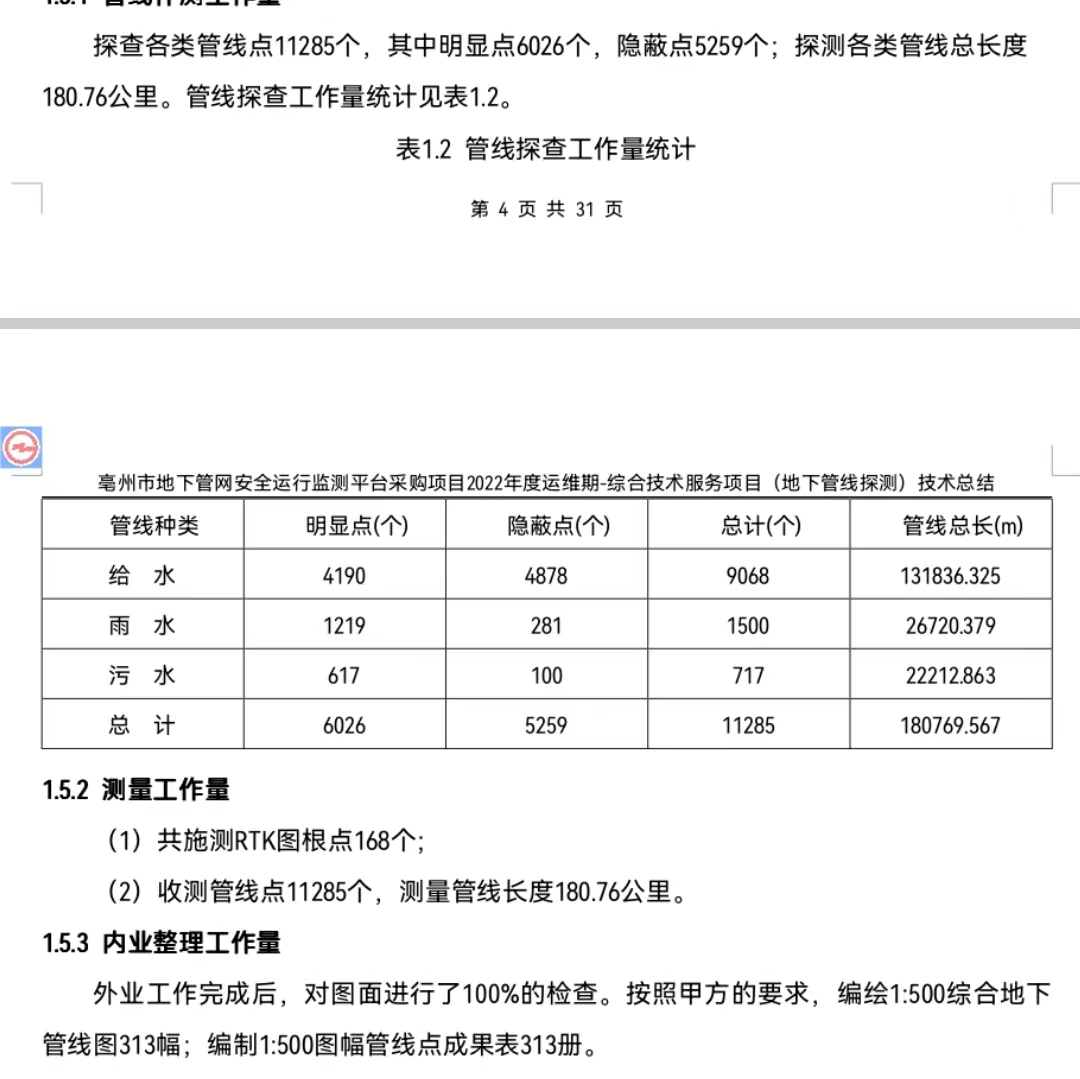 探查各类管线点11285个，其中明显点6026个，隐蔽点5259个；探测各类管线总长度
180.76公里。管线探查工作量统计见表1.2。
表1.2 管线探查工作量统计
第 4 页 共 31 页
亳州市地下管网安全运行监测平台采购项目2022年度运维期-综合技术服务项目（地下管线探测）技术总结
管线种类 明显点(个) 隐蔽点(个) 总计(个) 管线总长(m)
给 水 4190 4878 9068 131836.325
雨 水 1219 281 1500 26720.379
污 水 617 100 717 22212.863
总 计 6026 5259 11285 180769.567
1.5.2 测量工作量
（1）共施测RTK图根点168个；
（2）收测管线点11285个，测量管线长度180.76公里。
1.5.3 内业整理工作量
外业工作完成后，对图面进行了100%的检查。按照甲方的要求，编绘1:500综合地下
管线图313幅；编制1:500图幅管线点成果表313册。